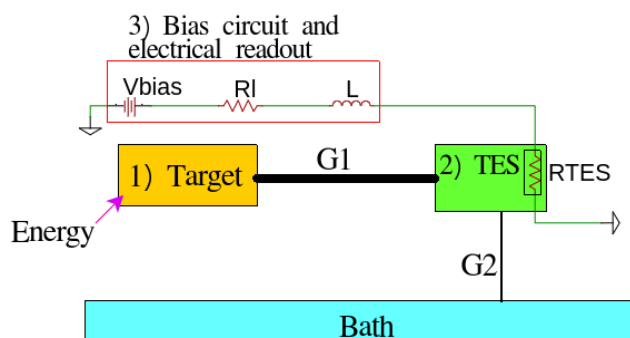 3) Bias circuit and
electrical readout
Vbias
Rl
L
1) Target
G1
2) TES
RTES
Energy
G2
Bath